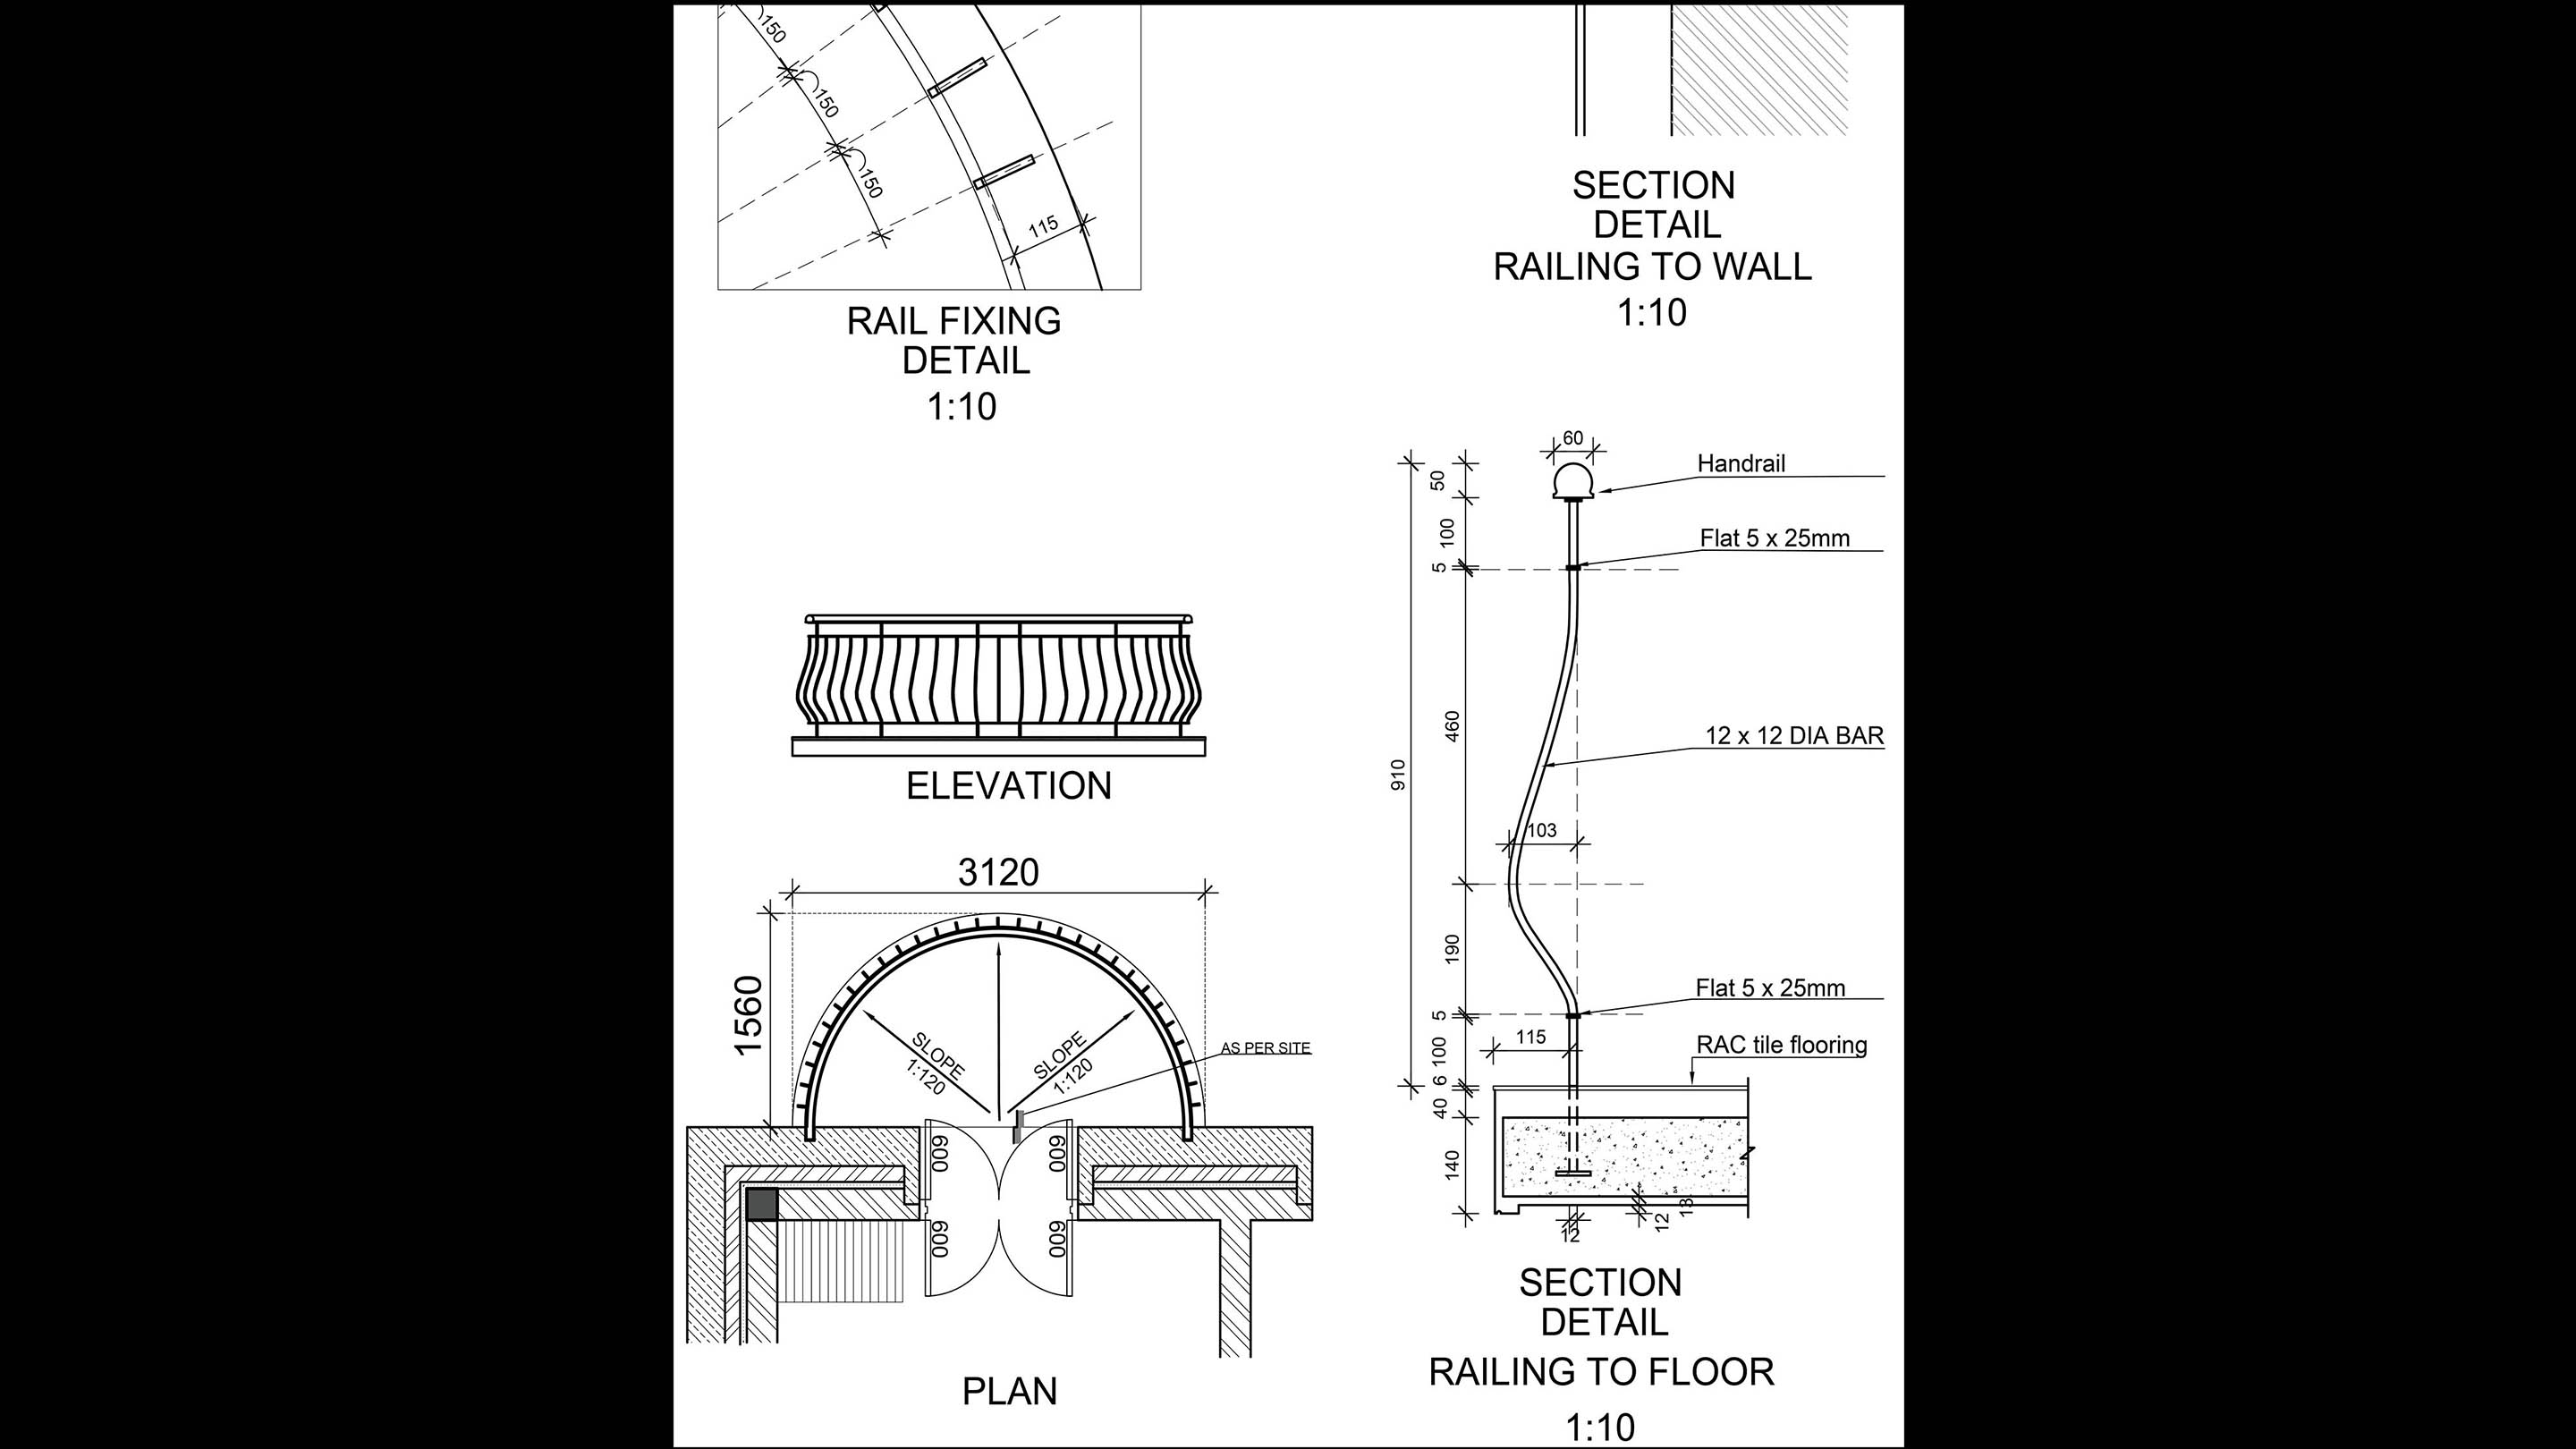 150
150
150
115
RAIL FIXING
DETAIL
1:10
SECTION
DETAIL
RAILING TO WALL
1:10
ELEVATION
3120
1560
SLOPE
1:120
SLOPE
1:120
AS PER SITE
600
600
600
600
PLAN
60
50
Handrail
100
Flat 5 x 25mm
5
460
12 x 12 DIA BAR
910
103
190
Flat 5 x 25mm
5
115
100
RAC tile flooring
6
40
140
13
12
12
SECTION
DETAIL
RAILING TO FLOOR
1:10